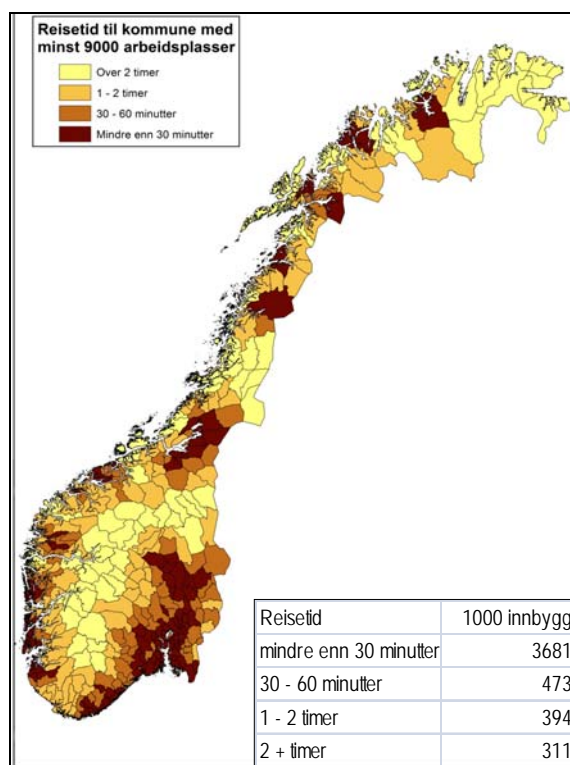 Reisetid til kommune med
minst 9000 arbeidsplasser
Over 2 timer
1 - 2 timer
30 - 60 minutter
Mindre enn 30 minutter
Reisetid 1000 innbygg
mindre enn 30 minutter 3681
30 - 60 minutter 473
1 - 2 timer 394
2 + timer 311